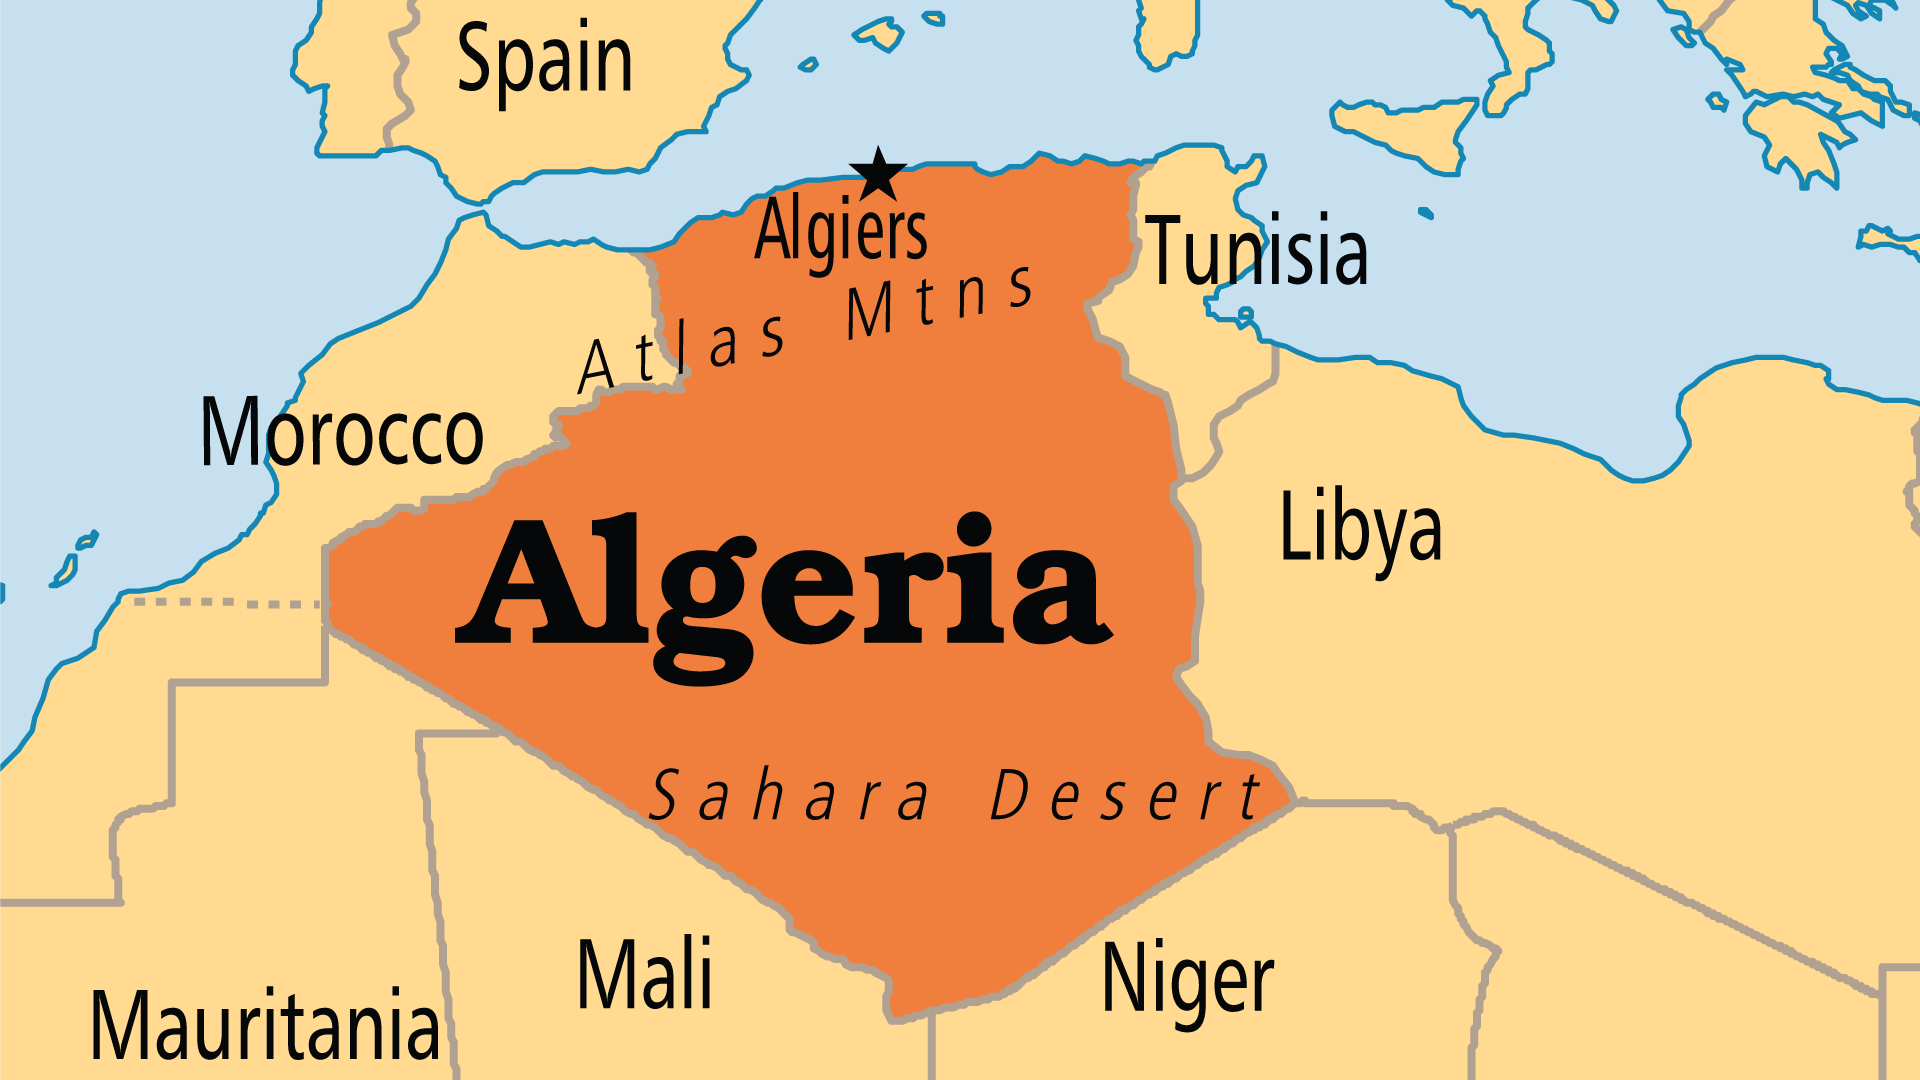 Spain
Algiers
Tunisia
Atlas Mtns
Morocco
Libya
Algeria
Sahara Desert
Mali
Niger
Mauritania